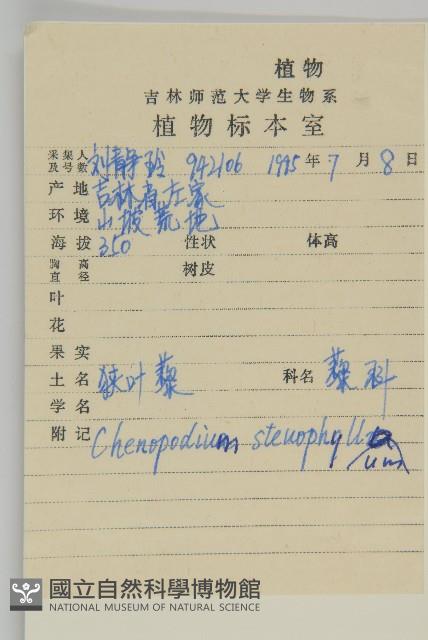 植物
吉林师范大学生物系
植物标本室
采集人及号数 刘静玲 942106 1995年7月8日
产地 吉林省左家
环境 山坡荒地
海拔 350 性状 体高
胸高直径 树皮
叶
花
果实
土名 狭叶藜 科名 藜科
学名
附记 Chenopodium stenophyllum
國立自然科學博物館
NATIONAL MUSEUM OF NATURAL SCIENCE